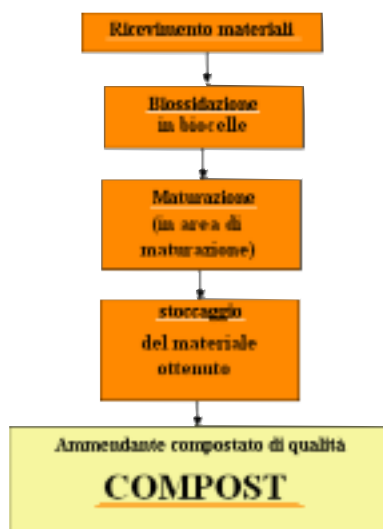 Ricevimento materiali
Biossidazione
in biocelle
Maturazione
(in area di
maturazione)
stoccaggio
del materiale
ottenuto
Ammendante compostato di qualità
COMPOST